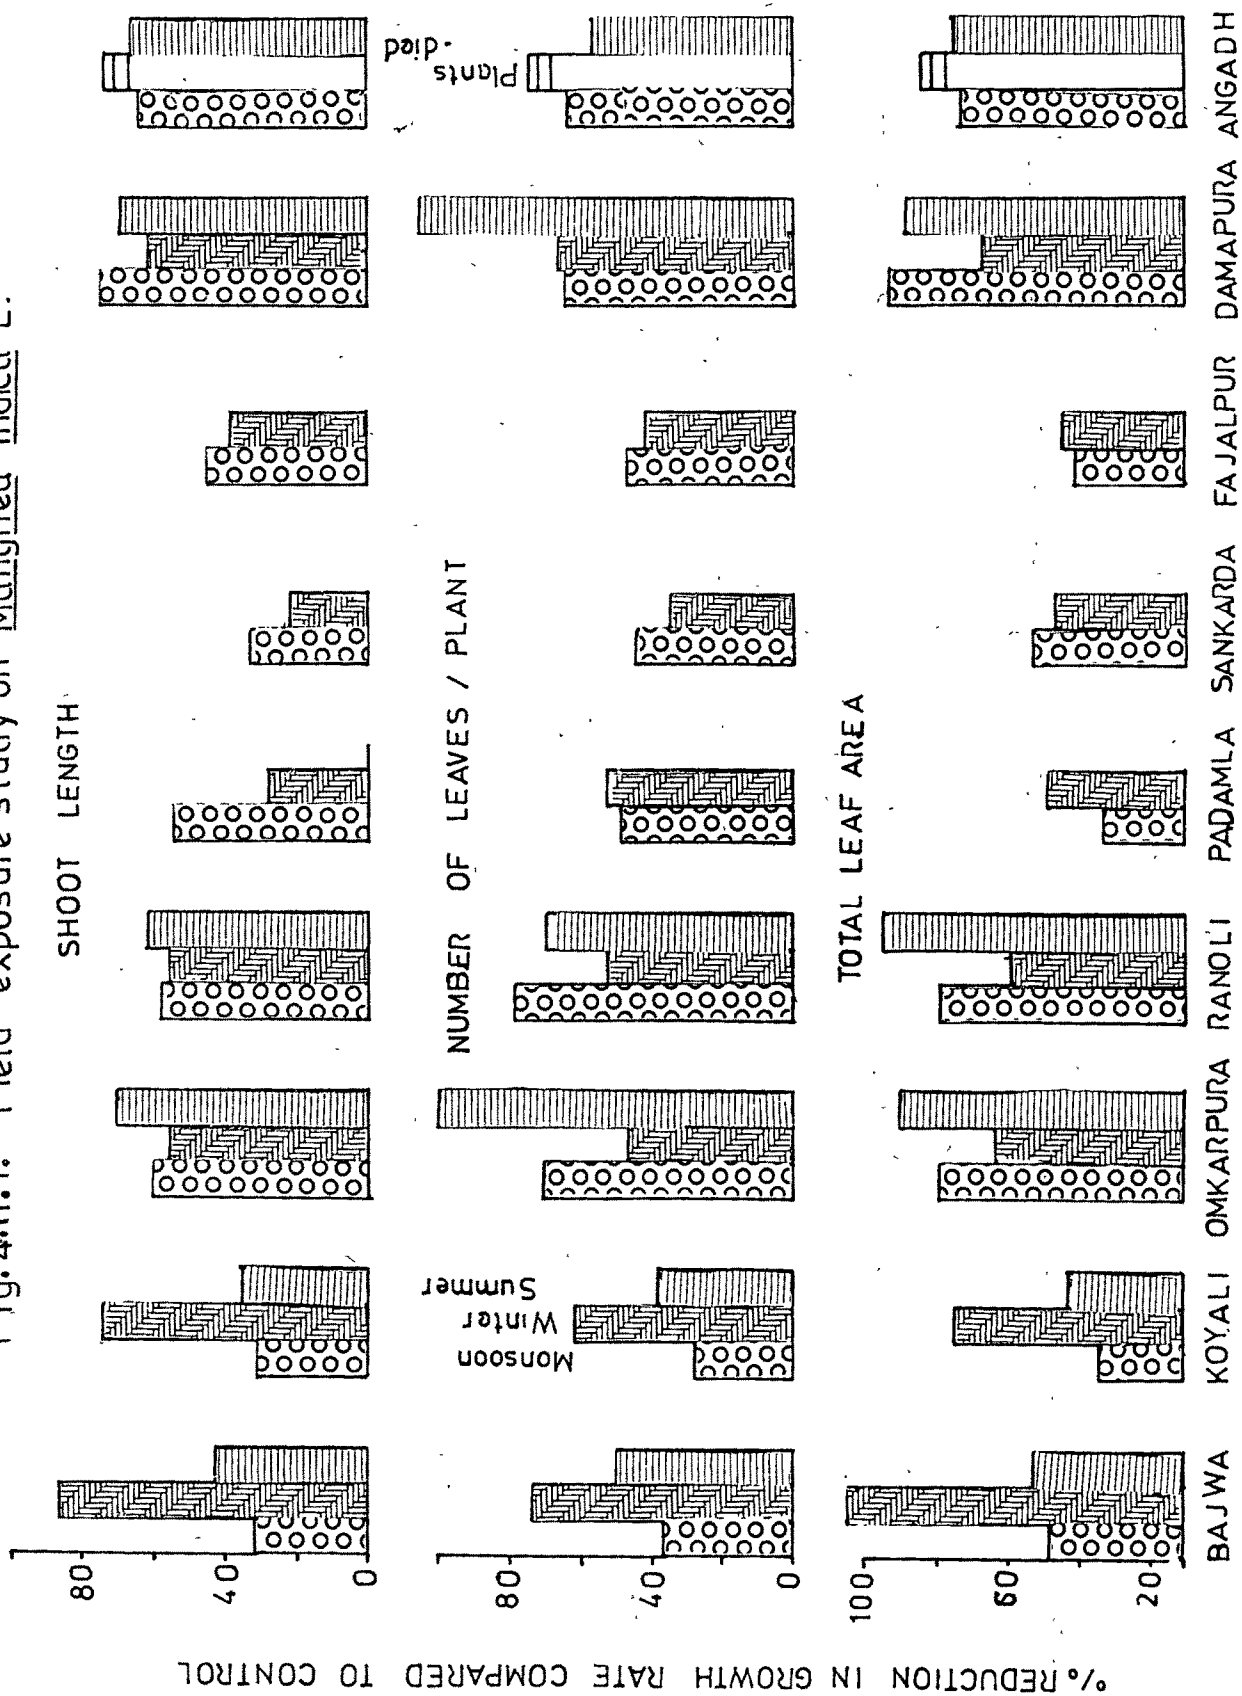 Fig. 4.11.1. Field exposure study on Mangifera indica L.
SHOOT LENGTH
80
40
0
Plants
died
NUMBER OF LEAVES / PLANT
80
40
0
Monsoon
Winter
Summer
TOTAL LEAF AREA
100
60
20
% REDUCTION IN GROWTH RATE COMPARED TO CONTROL
BAJWA KOYALI OMKARPURA RANOLI PADAMLA SANKARDA FAJALPUR DAMAPURA ANGADH